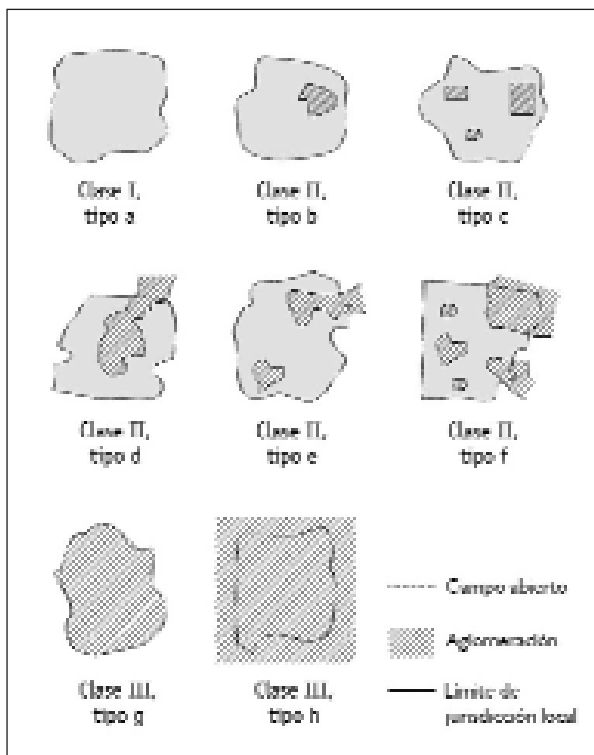 Clase I,
tipo a
Clase II,
tipo b
Clase II,
tipo c
Clase II,
tipo d
Clase II,
tipo e
Clase II,
tipo f
Clase III,
tipo g
Clase III,
tipo h
Campo abierto
Aglomeración
Límite de
jurisdicción local